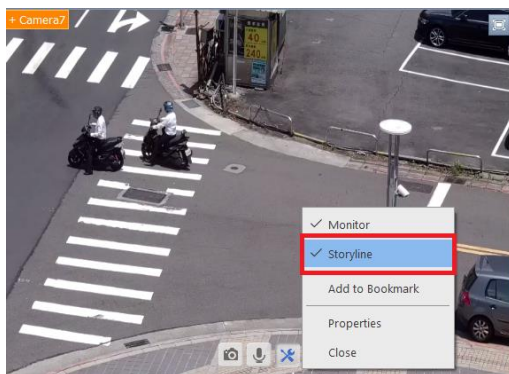 + Camera7
40
240
Monitor
Storyline
Add to Bookmark
Properties
Close